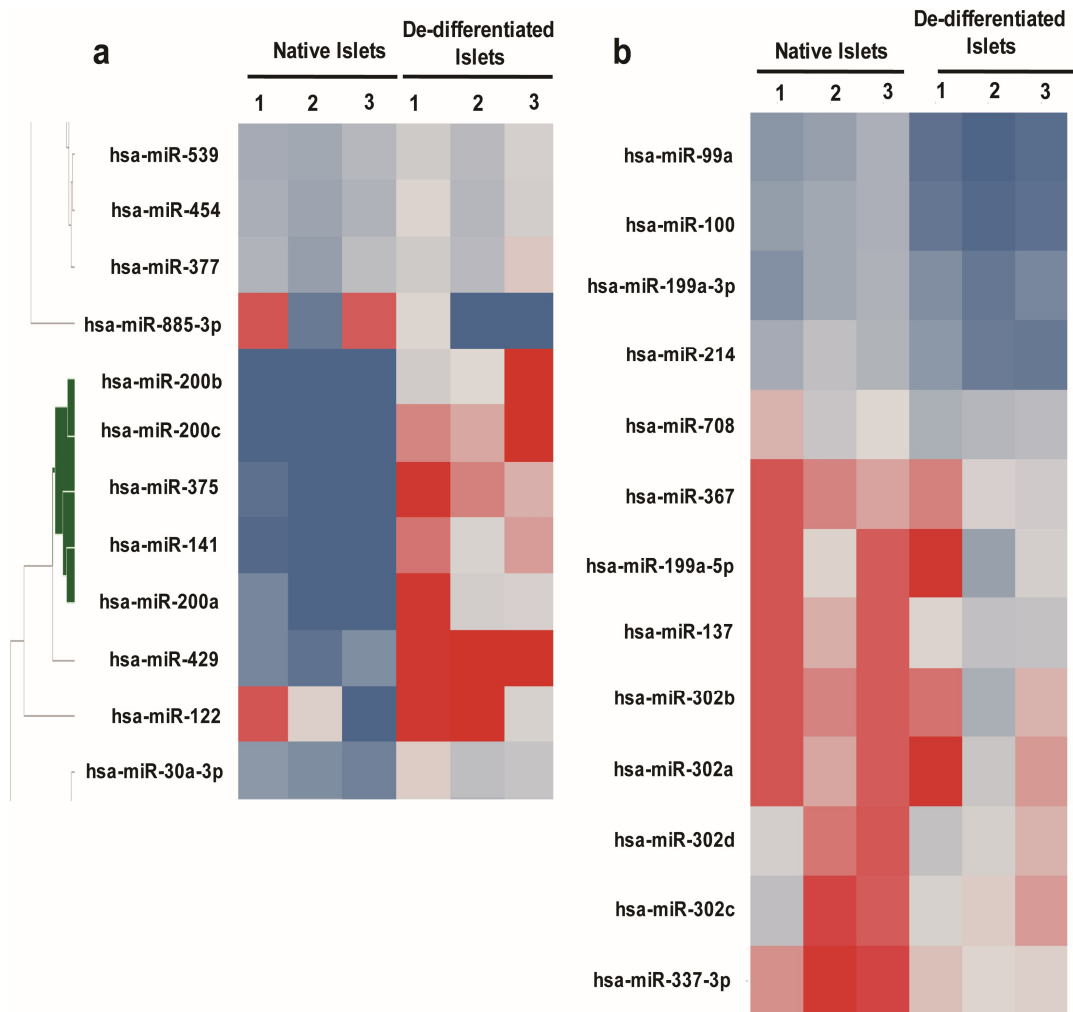 a
Native Islets
De-differentiated
Islets
1 2 3 1 2 3
hsa-miR-539
hsa-miR-454
hsa-miR-377
hsa-miR-885-3p
hsa-miR-200b
hsa-miR-200c
hsa-miR-375
hsa-miR-141
hsa-miR-200a
hsa-miR-429
hsa-miR-122
hsa-miR-30a-3p
b
Native Islets
De-differentiated
Islets
1 2 3 1 2 3
hsa-miR-99a
hsa-miR-100
hsa-miR-199a-3p
hsa-miR-214
hsa-miR-708
hsa-miR-367
hsa-miR-199a-5p
hsa-miR-137
hsa-miR-302b
hsa-miR-302a
hsa-miR-302d
hsa-miR-302c
hsa-miR-337-3p